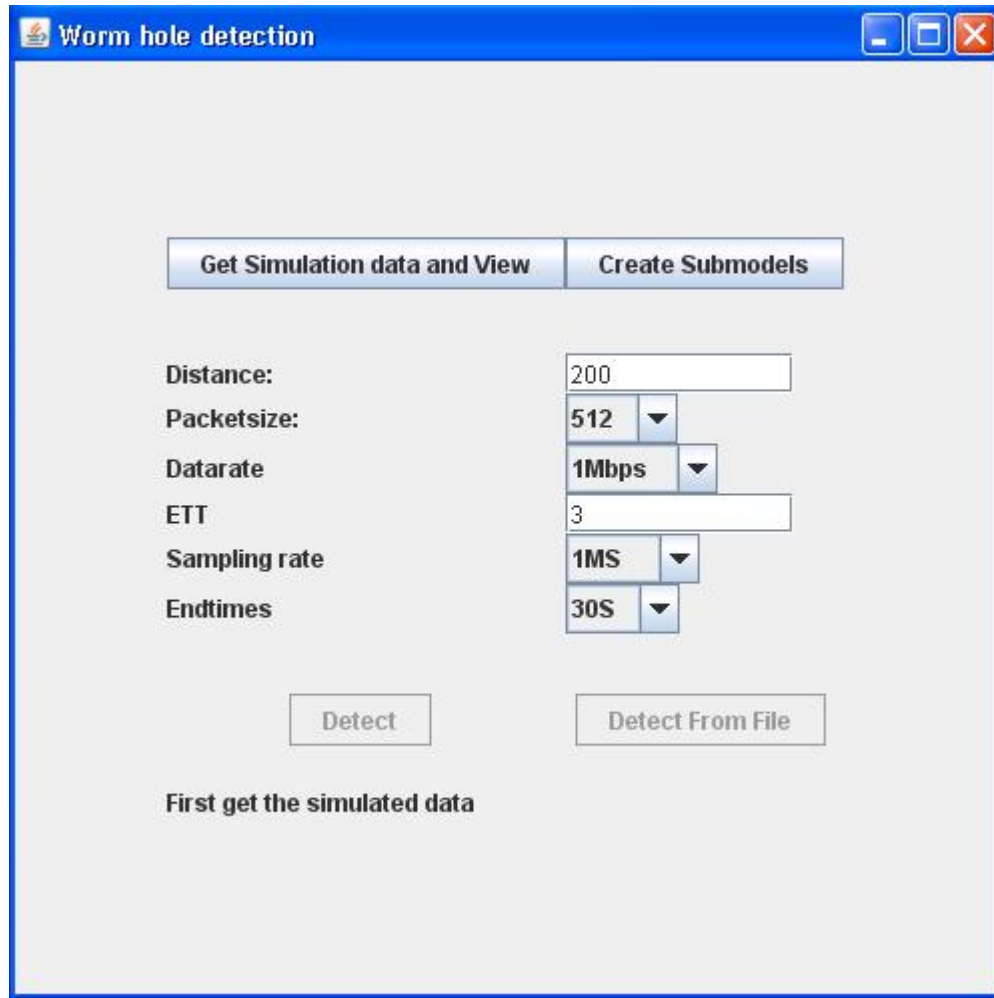 Worm hole detection
Get Simulation data and View Create Submodels
Distance: 200
Packetsize: 512
Datarate 1Mbps
ETT 3
Sampling rate 1MS
Endtimes 30S
Detect Detect From File
First get the simulated data